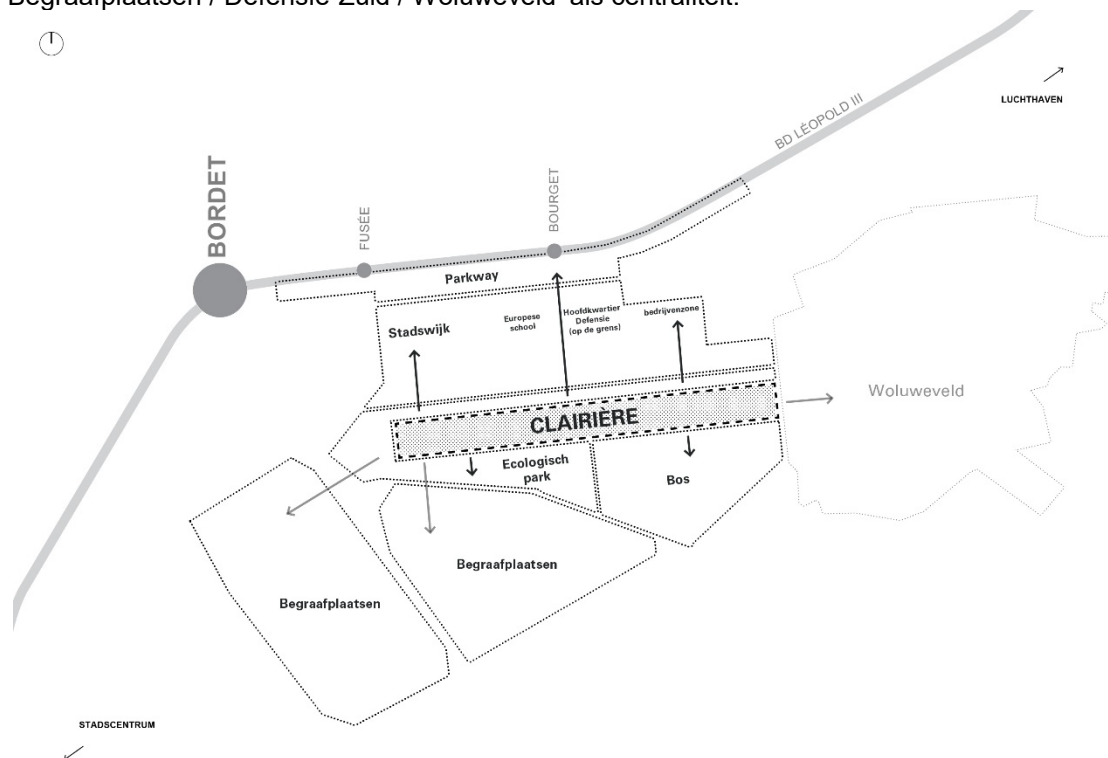 Begraafplaatsen / Defensie Zuid / Woluweveld als centraliteit.
LUCHTHAVEN
BD LÉOPOLD III
BORDET
FUSÉE
BOURGET
Parkway
Stadswijk
Europese
school
Hoofdkwartier
Defensie
(op de grens)
bedrijvenzone
Woluweveld
CLAIRIÈRE
Ecologisch
park
Bos
Begraafplaatsen
Begraafplaatsen
STADSCENTRUM